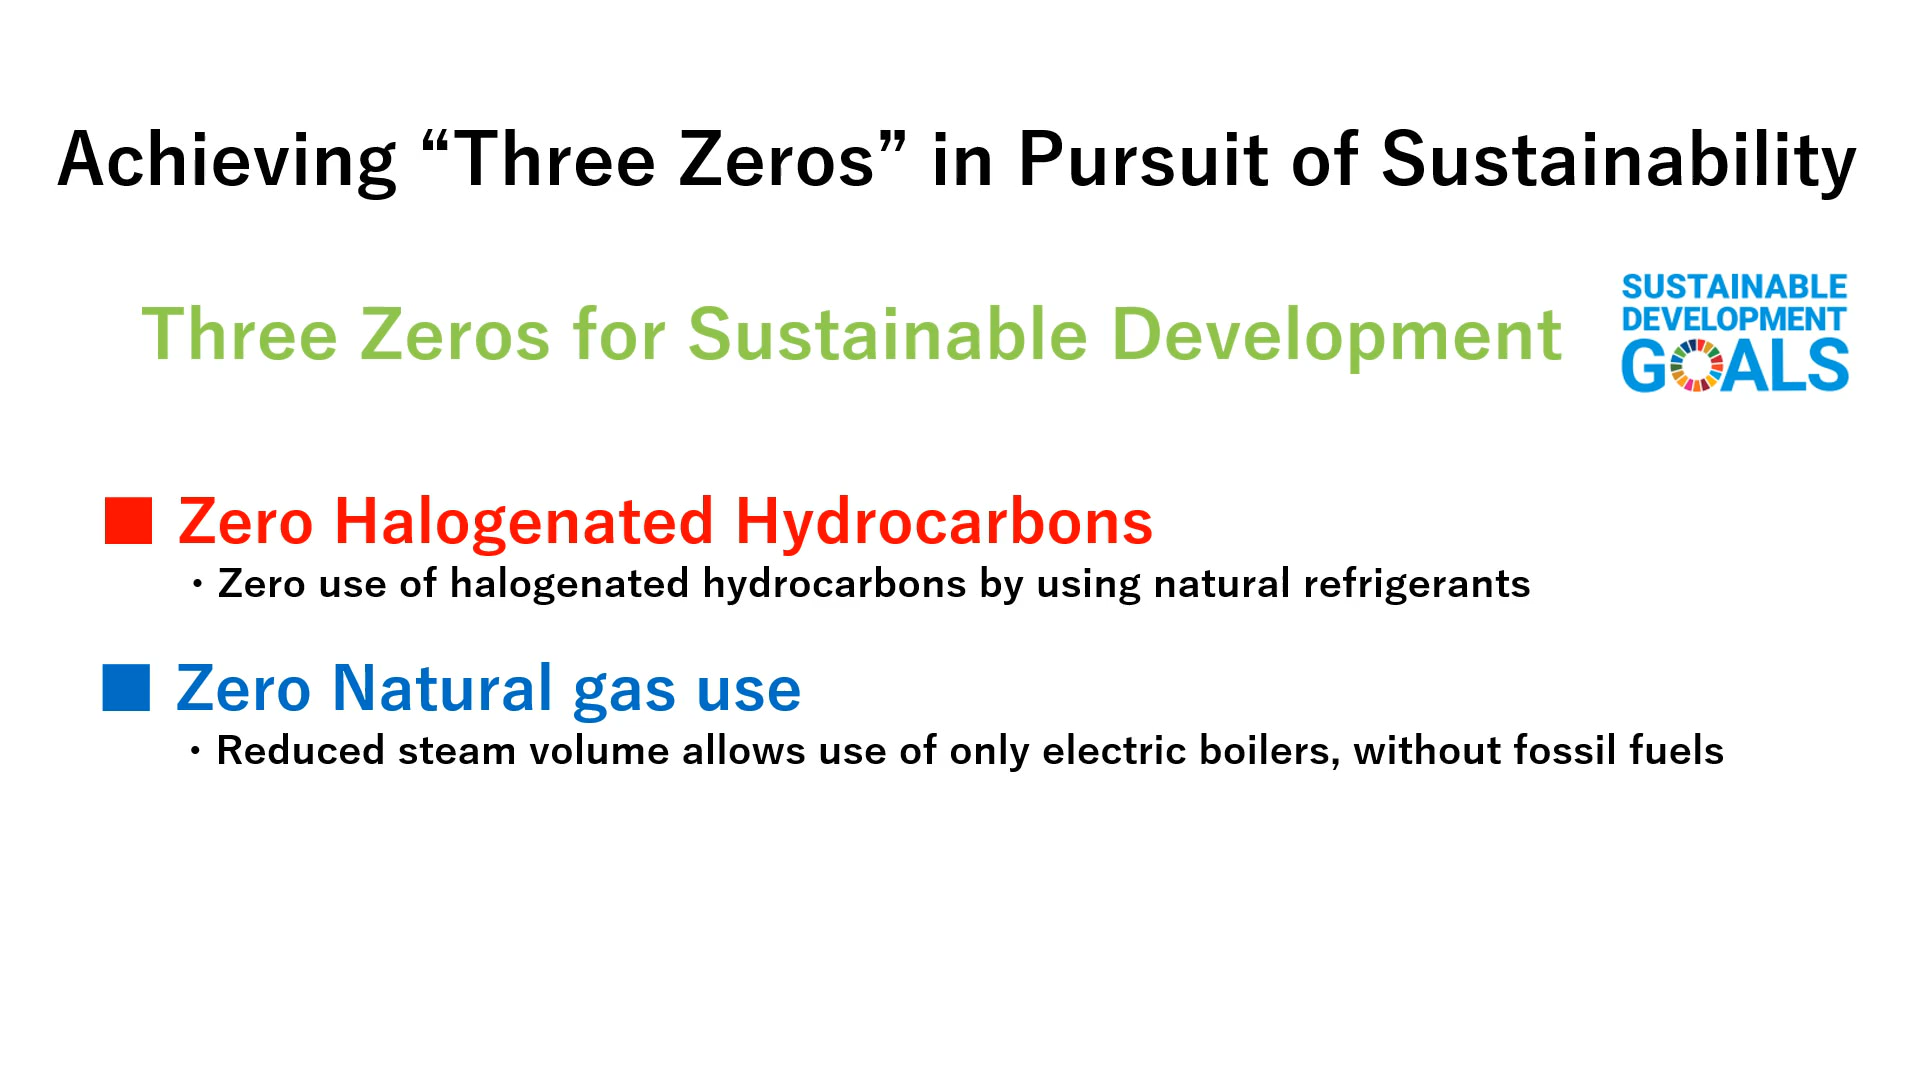 Achieving “Three Zeros” in Pursuit of Sustainability
Three Zeros for Sustainable Development
SUSTAINABLE
DEVELOPMENT
GOALS
■ Zero Halogenated Hydrocarbons
・Zero use of halogenated hydrocarbons by using natural refrigerants
■ Zero Natural gas use
・Reduced steam volume allows use of only electric boilers, without fossil fuels